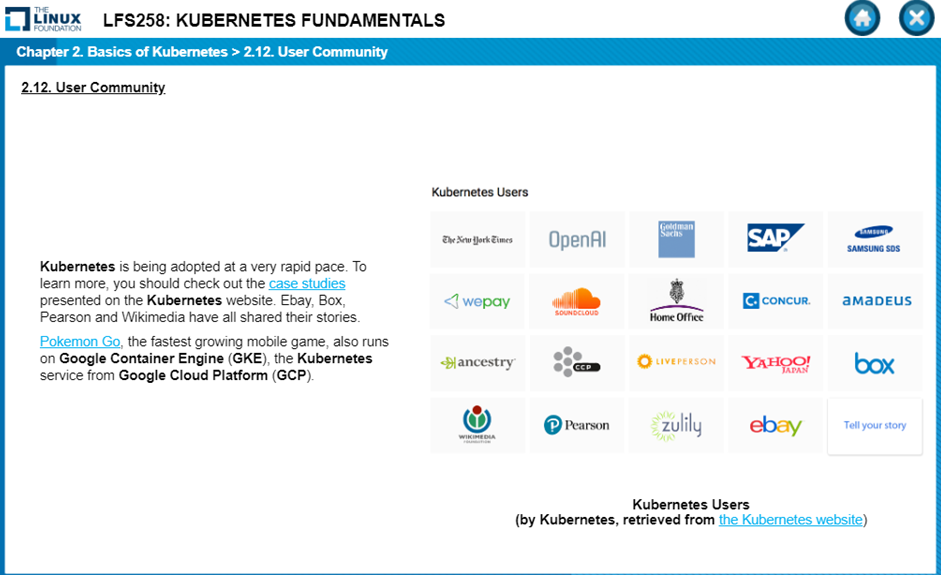 THE
LINUX
FOUNDATION
LFS258: KUBERNETES FUNDAMENTALS
Chapter 2. Basics of Kubernetes > 2.12. User Community
2.12. User Community
Kubernetes is being adopted at a very rapid pace. To
learn more, you should check out the case studies
presented on the Kubernetes website. Ebay, Box,
Pearson and Wikimedia have all shared their stories.
Pokemon Go, the fastest growing mobile game, also runs
on Google Container Engine (GKE), the Kubernetes
service from Google Cloud Platform (GCP).
Kubernetes Users
The New York Times
OpenAI
Goldman
Sachs
SAP
SAMSUNG
SAMSUNG SDS
wepay
SOUNDCLOUD
Home Office
C. CONCUR.
aMaDEUS
ancestry
CCP
LIVEPERSON
YAHOO!
JAPAN
box
WIKIMEDIA
FOUNDATION
P Pearson
zulily
ebay
Tell your story
Kubernetes Users
(by Kubernetes, retrieved from the Kubernetes website)